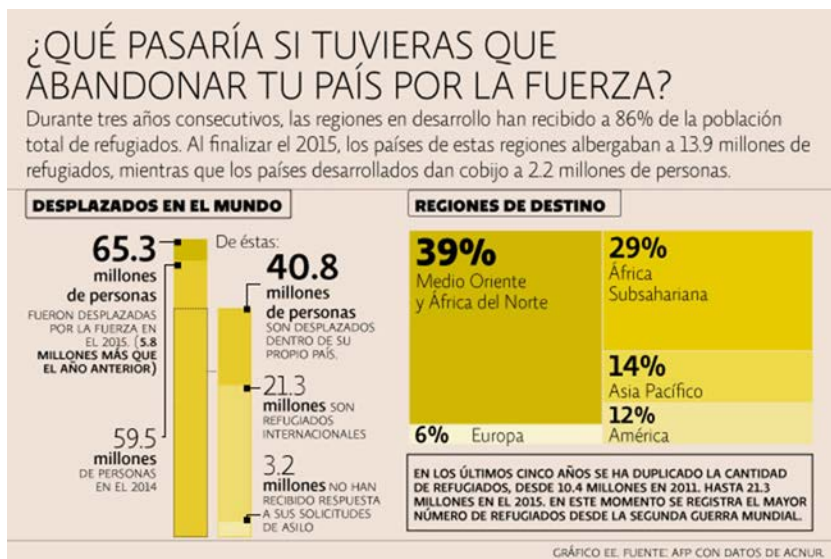 ¿QUÉ PASARÍA SI TUVIERAS QUE
ABANDONAR TU PAÍS POR LA FUERZA?
Durante tres años consecutivos, las regiones en desarrollo han recibido a 86% de la población
total de refugiados. Al finalizar el 2015, los países de estas regiones albergaban a 13.9 millones de
refugiados, mientras que los países desarrollados dan cobijo a 2.2 millones de personas.
DESPLAZADOS EN EL MUNDO
65.3
millones
de personas
FUERON DESPLAZADAS
POR LA FUERZA EN
EL 2015. (5.8
MILLONES MÁS QUE
EL AÑO ANTERIOR)
59.5
millones
DE PERSONAS
EN EL 2014
De éstas:
40.8
millones
de personas
SON DESPLAZADOS
DENTRO DE SU
PROPIO PAÍS.
21.3
millones SON
REFUGIADOS
INTERNACIONALES
3.2
millones NO HAN
RECIBIDO RESPUESTA
A SUS SOLICITUDES
DE ASILO
REGIONES DE DESTINO
39%
Medio Oriente
y África del Norte
6% Europa
29%
África
Subsahariana
14%
Asia Pacífico
12%
América
EN LOS ÚLTIMOS CINCO AÑOS SE HA DUPLICADO LA CANTIDAD
DE REFUGIADOS, DESDE 10.4 MILLONES EN 2011. HASTA 21.3
MILLONES EN EL 2015. EN ESTE MOMENTO SE REGISTRA EL MAYOR
NÚMERO DE REFUGIADOS DESDE LA SEGUNDA GUERRA MUNDIAL.
GRÁFICO EE. FUENTE: AFP CON DATOS DE ACNUR